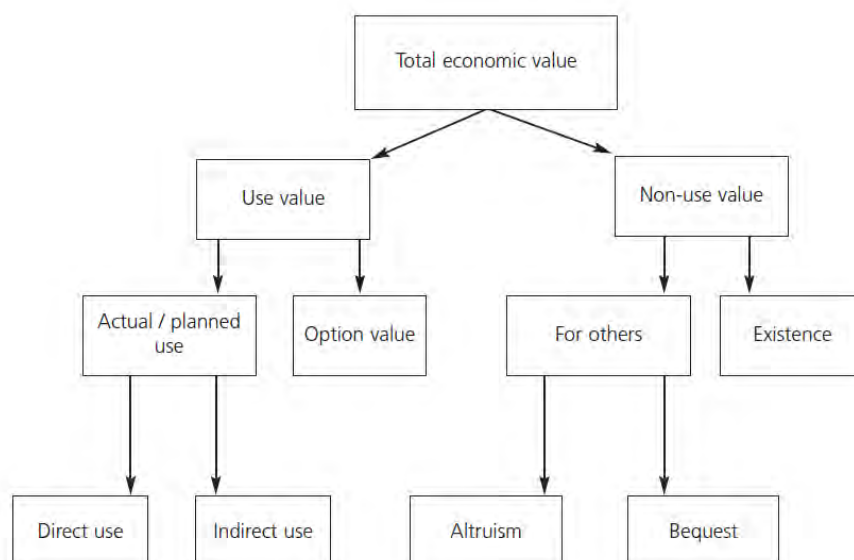 Total economic value
Use value
Non-use value
Actual / planned
use
Option value
For others
Existence
Direct use
Indirect use
Altruism
Bequest